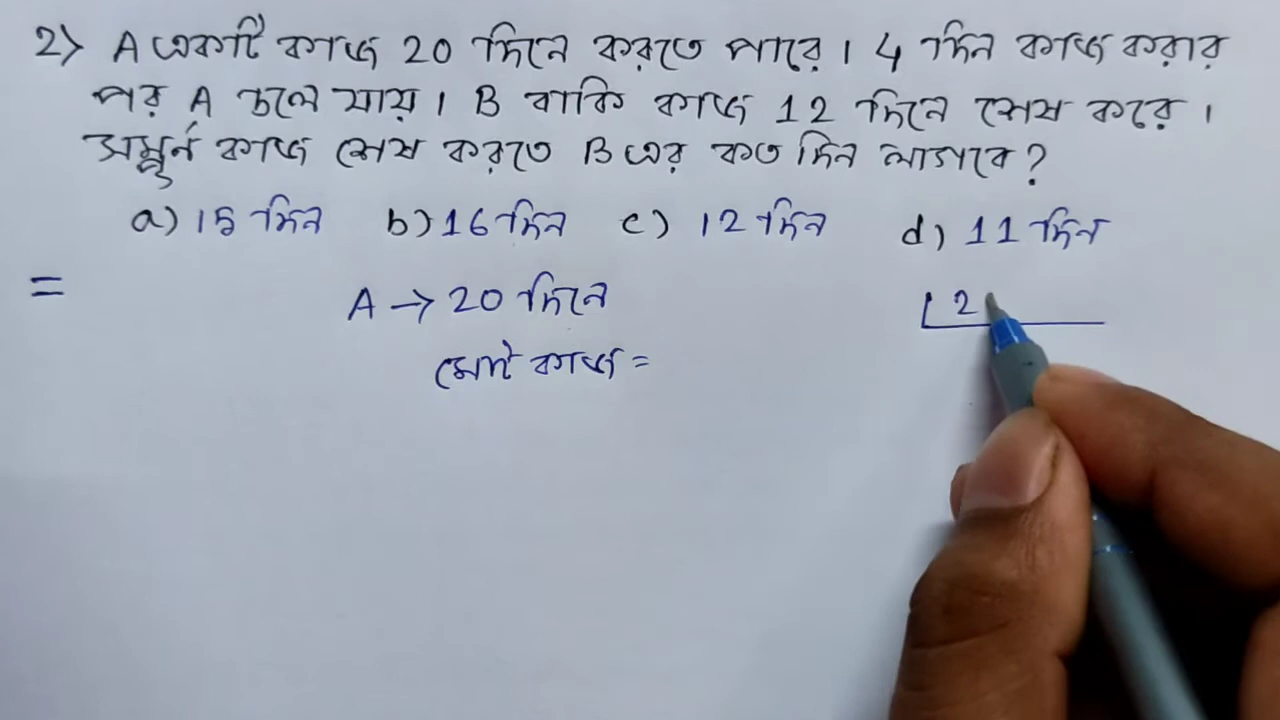 2) A একটি কাজ 20 দিনে করতে পারে। 4 দিন কাজ করার
পর A চলে যায়। B বাকি কাজ 12 দিনে শেষ করে।
সম্পূর্ন কাজ শেষ করতে B এর কত দিন লাগবে?
a) 15 দিন b) 16 দিন c) 12 দিন d) 11 দিন
= A → 20 দিনে 2
মোট কাজ =